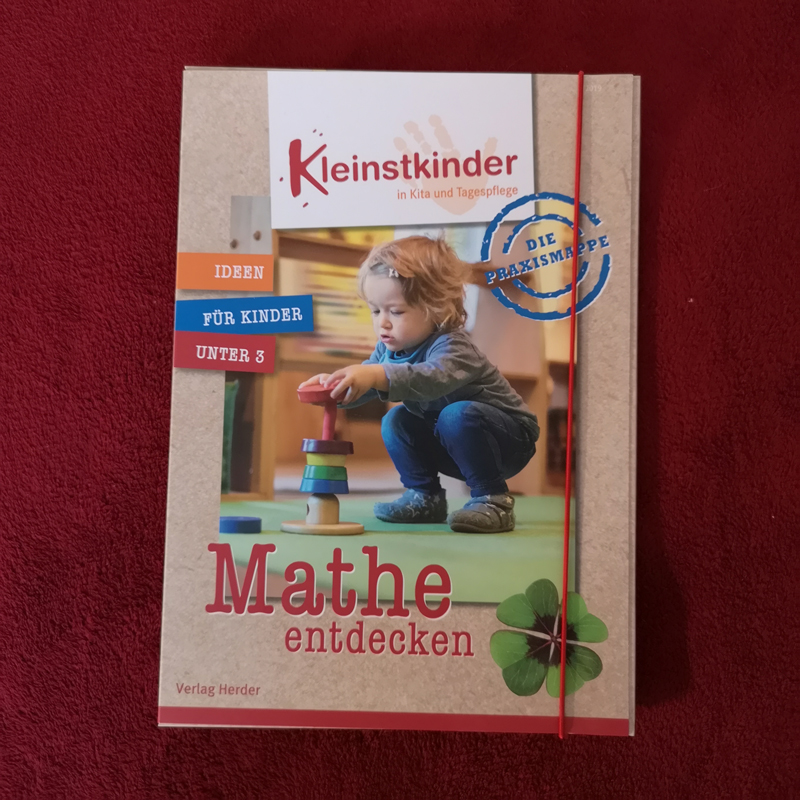 Kleinstkinder
in Kita und Tagespflege
DIE
PRAXISMAPPE
IDEEN
FÜR KINDER
UNTER 3
Mathe
entdecken
Verlag Herder